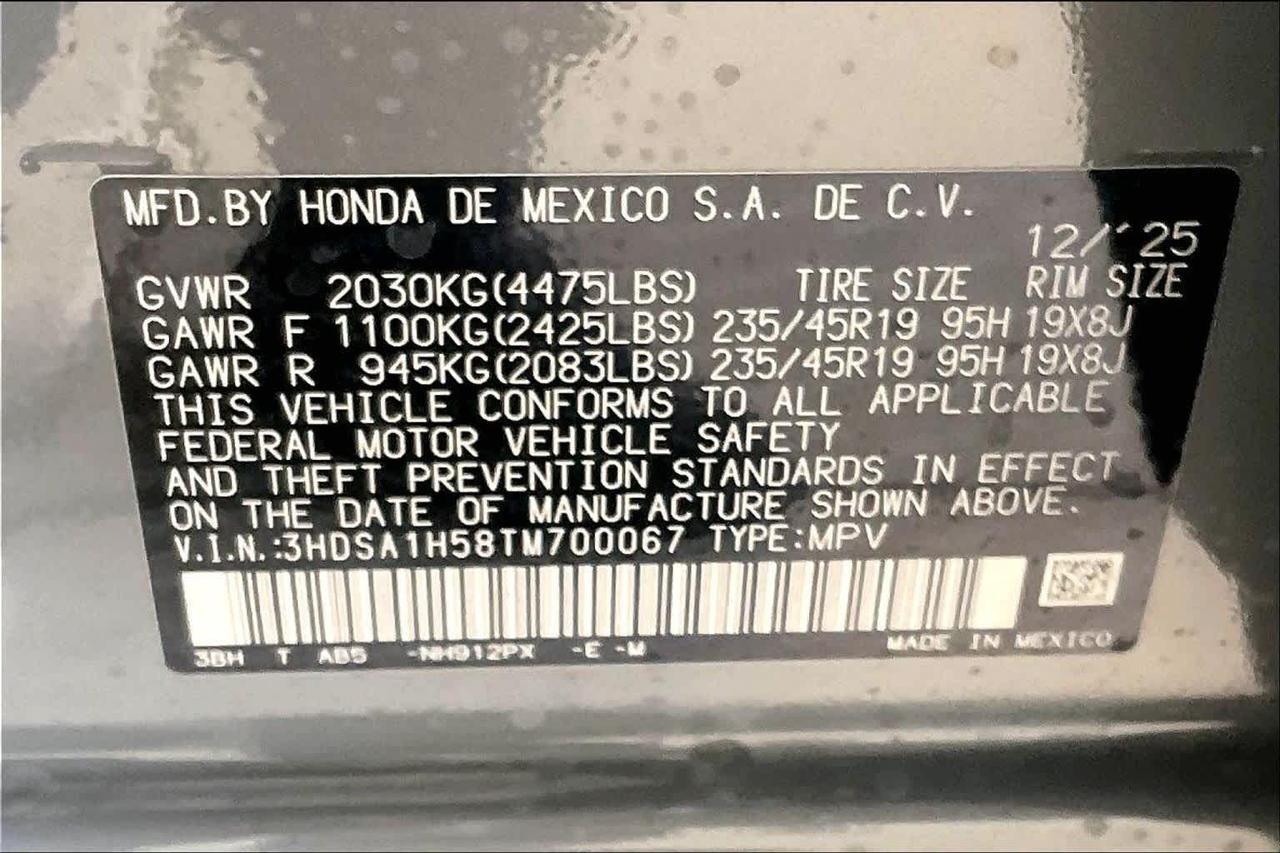 MFD.BY HONDA DE MEXICO S.A. DE C.V.
12/'25
GVWR 2030KG(4475LBS) TIRE SIZE RIM SIZE
GAWR F 1100KG(2425LBS) 235/45R19 95H 19X8J
GAWR R 945KG(2083LBS) 235/45R19 95H 19X8J
THIS VEHICLE CONFORMS TO ALL APPLICABLE
FEDERAL MOTOR VEHICLE SAFETY
AND THEFT PREVENTION STANDARDS IN EFFECT
ON THE DATE OF MANUFACTURE SHOWN ABOVE.
V.I.N.:3HDSA1H58TM700067 TYPE:MPV
3BH T AB5 -NH912PX -E -M MADE IN MEXICO